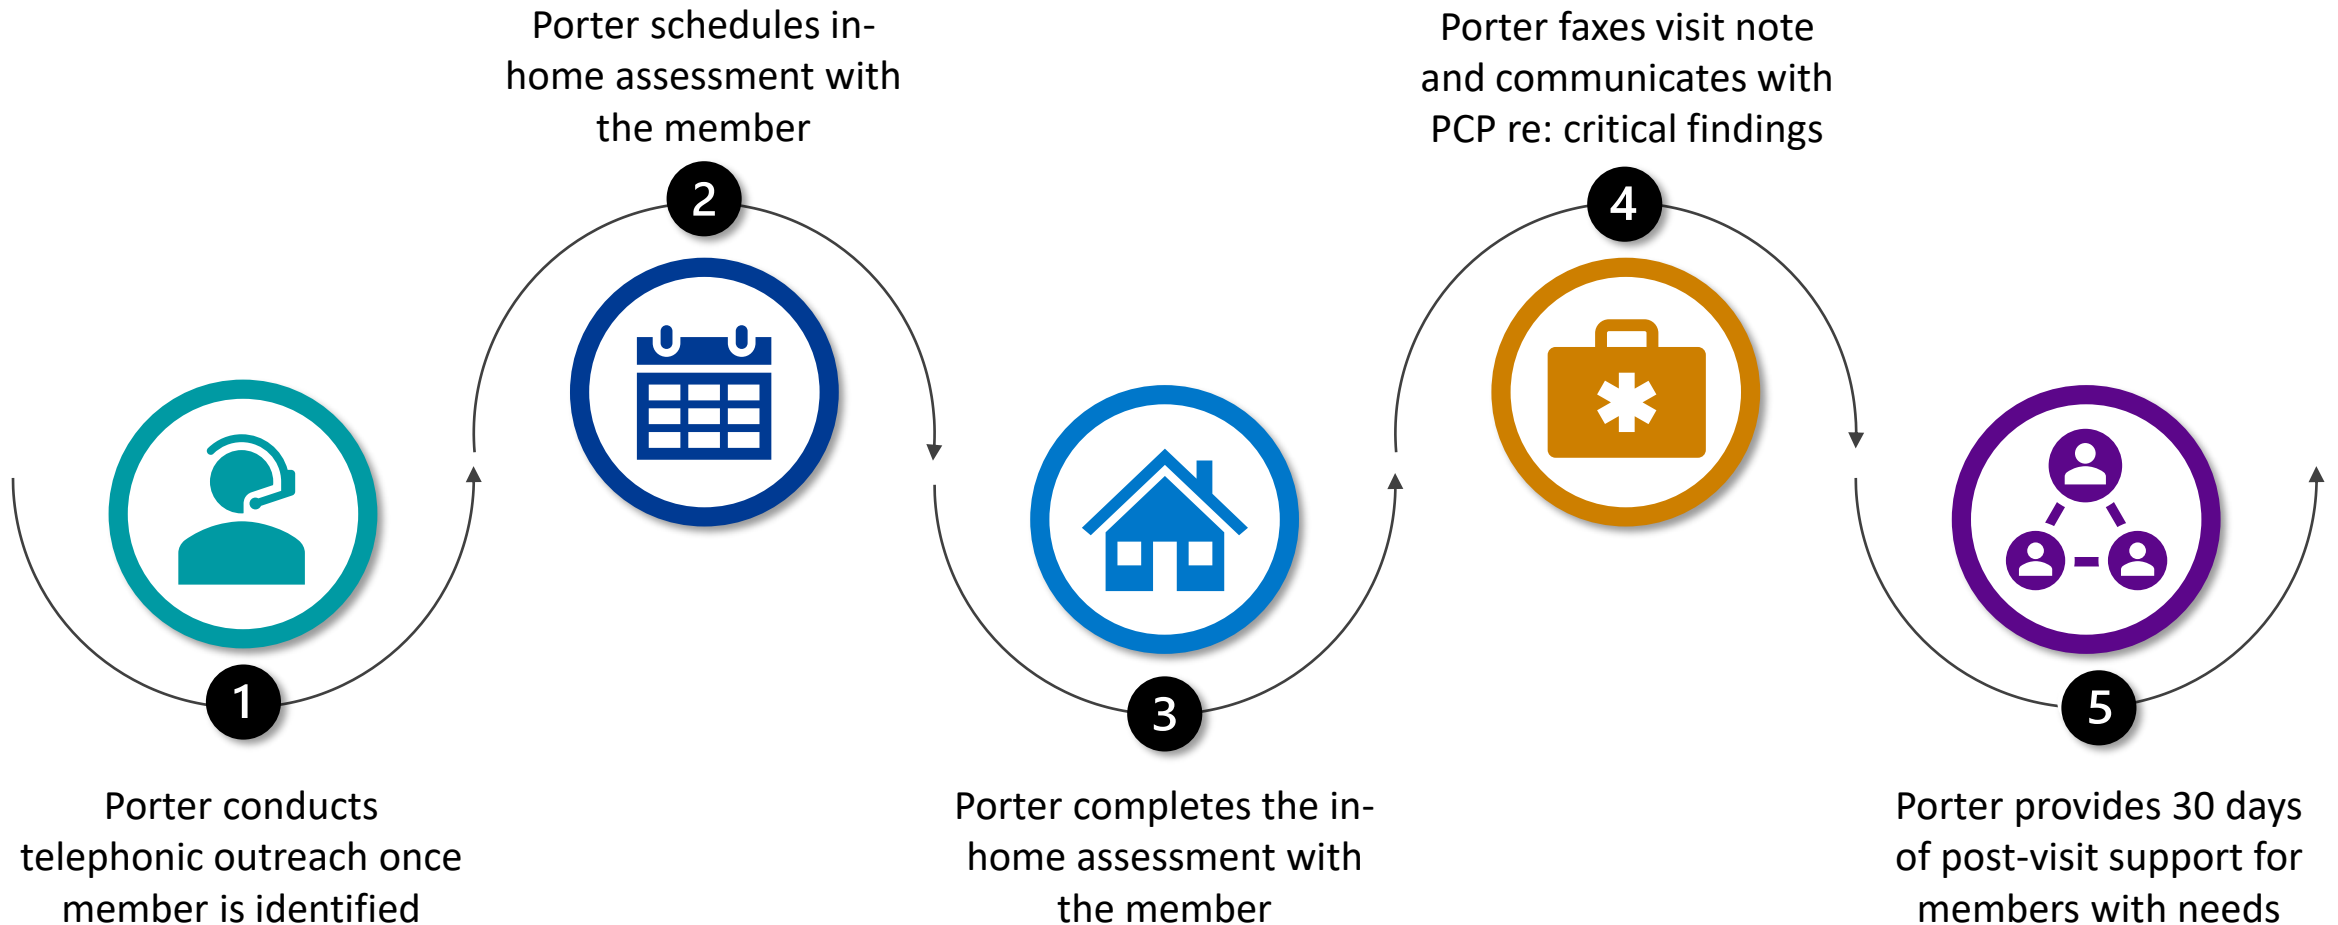 1
Porter conducts
telephonic outreach once
member is identified
Porter schedules in-
home assessment with
the member
2
3
Porter completes the in-
home assessment with
the member
Porter faxes visit note
and communicates with
PCP re: critical findings
4
5
Porter provides 30 days
of post-visit support for
members with needs